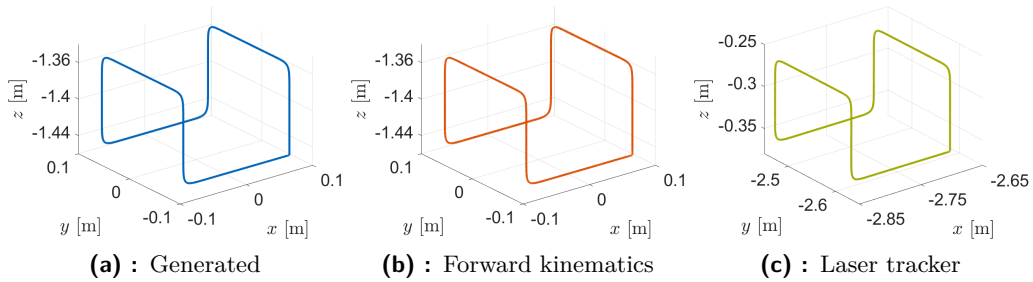 -1.36
-1.4
-1.44
z [m]
0.1
0
-0.1
y [m]
-0.1
0
0.1
x [m]
(a) : Generated
-1.36
-1.4
-1.44
z [m]
0.1
0
-0.1
y [m]
-0.1
0
0.1
x [m]
(b) : Forward kinematics
-0.25
-0.3
-0.35
z [m]
-2.5
-2.6
y [m]
-2.85
-2.75
-2.65
x [m]
(c) : Laser tracker